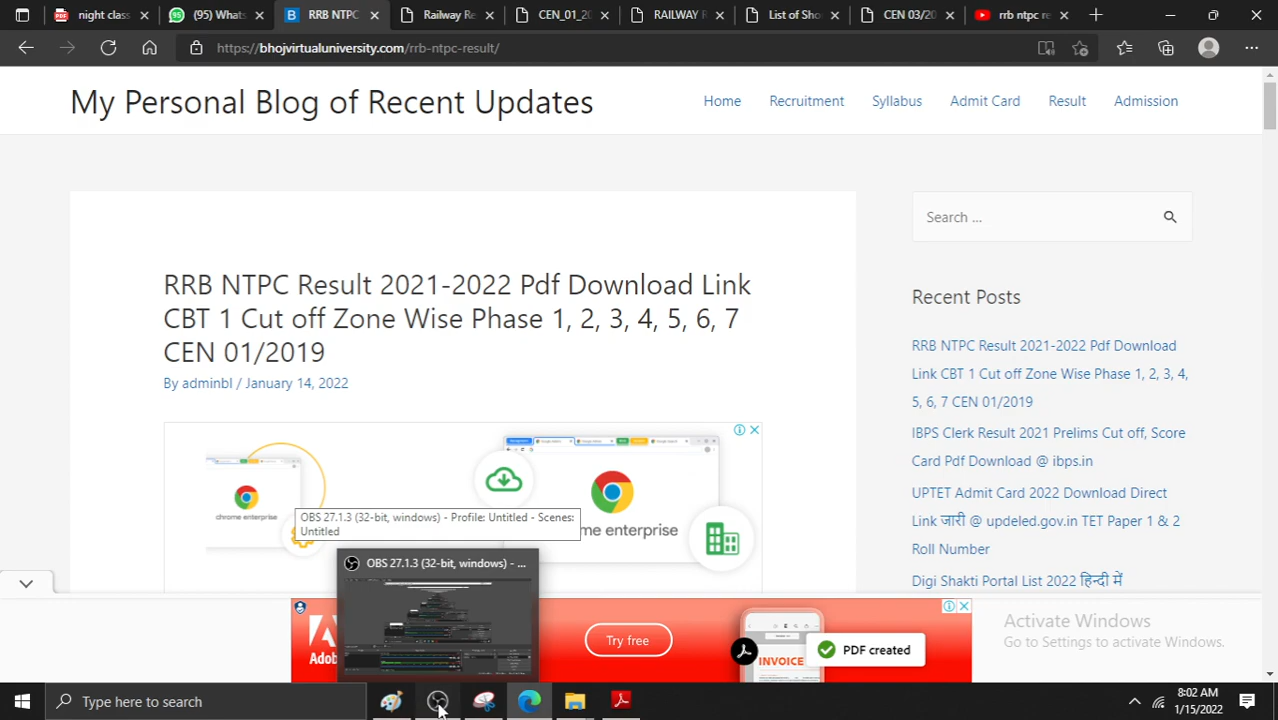 night class
(95) Whats
RRB NTPC
Railway Re
CEN_01_20
RAILWAY R
List of Sho
CEN 03/20
rrb ntpc re
https://bhojvirtualuniversity.com/rrb-ntpc-result/
My Personal Blog of Recent Updates
Home
Recruitment
Syllabus
Admit Card
Result
Admission
Search ...
RRB NTPC Result 2021-2022 Pdf Download Link
CBT 1 Cut off Zone Wise Phase 1, 2, 3, 4, 5, 6, 7
CEN 01/2019
By adminbl / January 14, 2022
Recent Posts
RRB NTPC Result 2021-2022 Pdf Download
Link CBT 1 Cut off Zone Wise Phase 1, 2, 3, 4,
5, 6, 7 CEN 01/2019
IBPS Clerk Result 2021 Prelims Cut off, Score
Card Pdf Download @ ibps.in
UPTET Admit Card 2022 Download Direct
Link जारी @ updeled.gov.in TET Paper 1 & 2
Roll Number
Digi Shakti Portal List 2022 हिन्दी में
chrome enterprise
me enterprise
OBS 27.1.3 (32-bit, windows) - Profile: Untitled - Scenes:
Untitled
OBS 27.1.3 (32-bit, windows) - ...
Adob
Try free
INVOICE
PDF created
Activate Windows
Go to Settings to activate Windows.
Type here to search
8:02 AM
1/15/2022